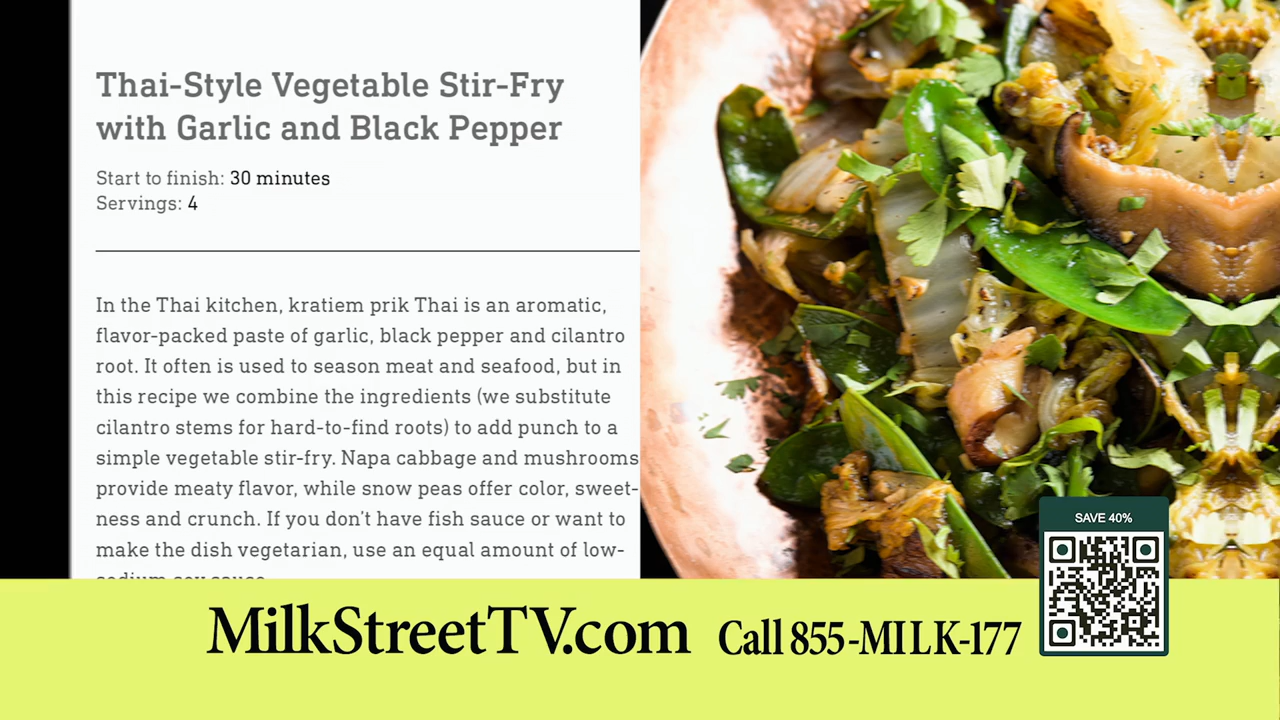 Thai-Style Vegetable Stir-Fry
with Garlic and Black Pepper
Start to finish: 30 minutes
Servings: 4
In the Thai kitchen, kratiem prik Thai is an aromatic,
flavor-packed paste of garlic, black pepper and cilantro
root. It often is used to season meat and seafood, but in
this recipe we combine the ingredients (we substitute
cilantro stems for hard-to-find roots) to add punch to a
simple vegetable stir-fry. Napa cabbage and mushrooms
provide meaty flavor, while snow peas offer color, sweet-
ness and crunch. If you don't have fish sauce or want to
make the dish vegetarian, use an equal amount of low-
sodium soy sauce.
SAVE 40%
MilkStreetTV.com Call 855-MILK-177